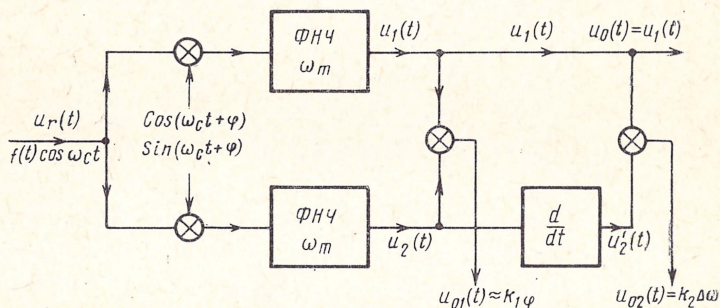 ФНЧ
ω_m
u_1(t)
u_1(t)
u_0(t)=u_1(t)
u_r(t)
f(t)cos ω_c t
Cos(ω_c t+φ)
Sin(ω_c t+φ)
ФНЧ
ω_m
u_2(t)
d
dt
u_2'(t)
u_01(t)≈k_1φ
u_02(t)=k_2Δω